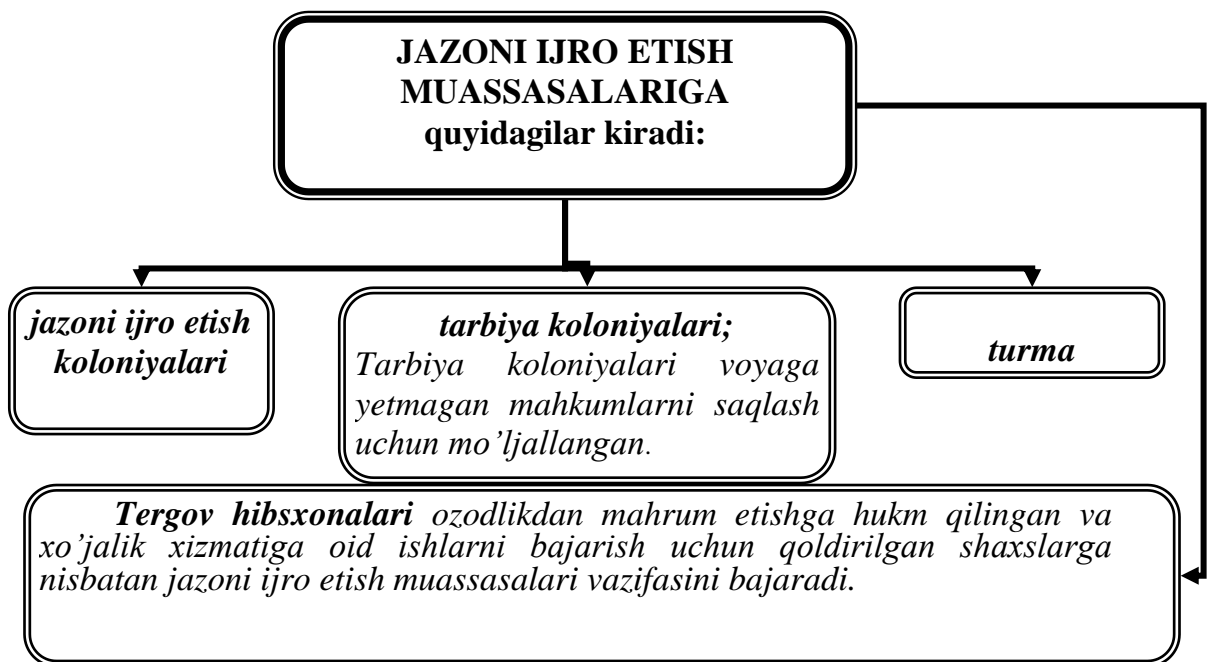 JAZONI IJRO ETISH
MUASSASALARIGA
quyidagilar kiradi:
jazoni ijro etish
koloniyalari
tarbiya koloniyalari;
Tarbiya koloniyalari voyaga
yetmagan mahkumlarni saqlash
uchun mo’ljallangan.
turma
Tergov hibsxonalari ozodlikdan mahrum etishga hukm qilingan va
xo’jalik xizmatiga oid ishlarni bajarish uchun qoldirilgan shaxslarga
nisbatan jazoni ijro etish muassasalari vazifasini bajaradi.